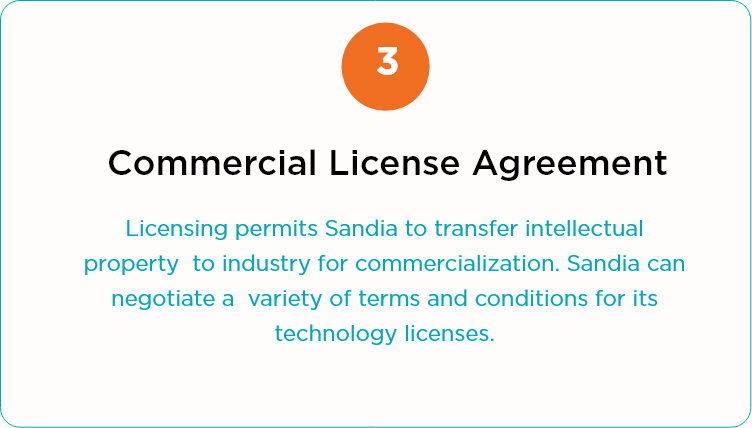 3
Commercial License Agreement
Licensing permits Sandia to transfer intellectual
property  to industry for commercialization. Sandia can
negotiate a  variety of terms and conditions for its
technology licenses.